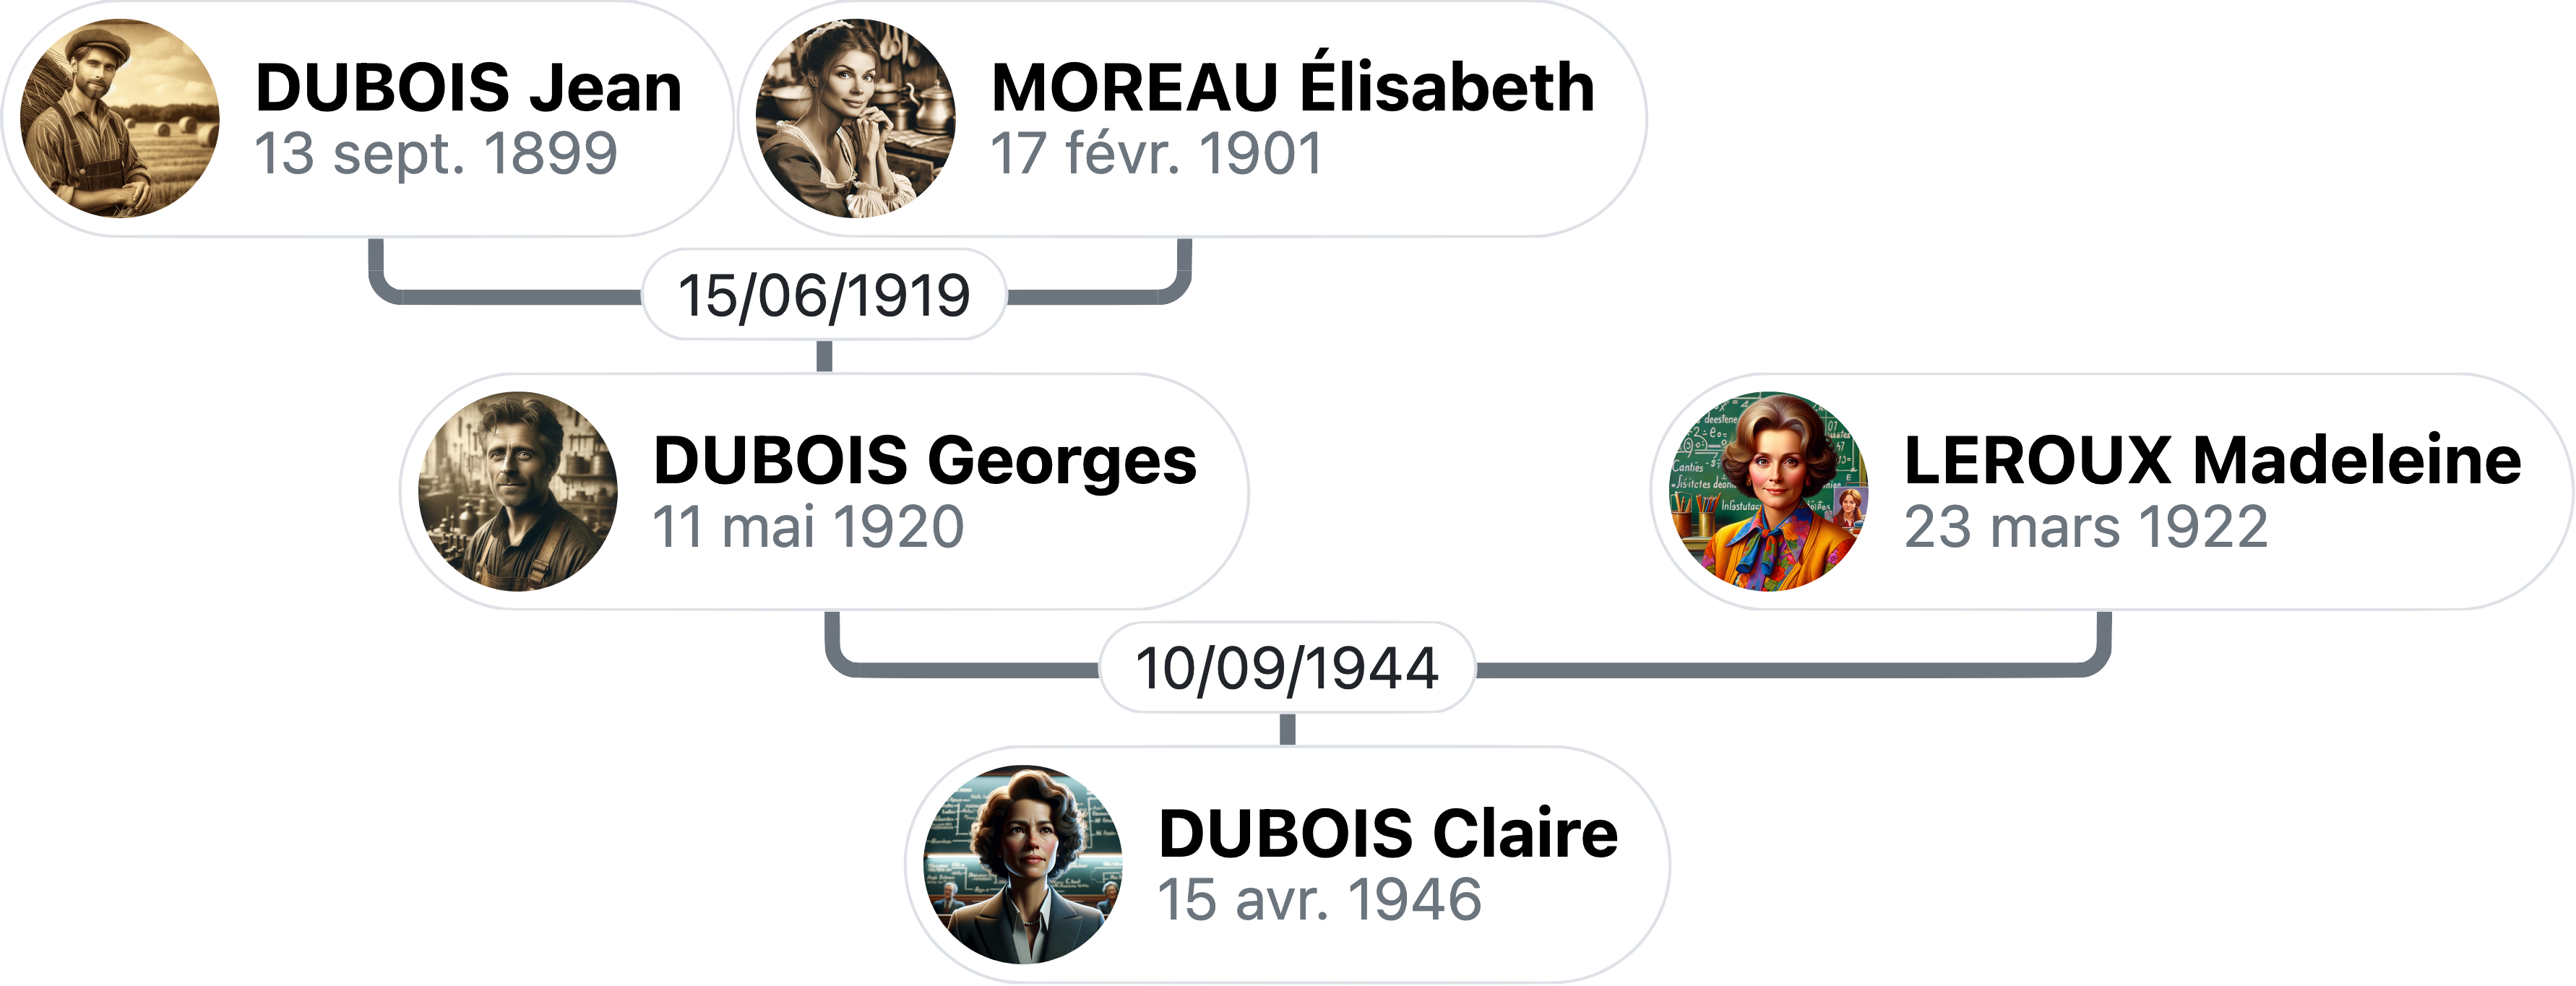 DUBOIS Jean
13 sept. 1899
MOREAU Élisabeth
17 févr. 1901
15/06/1919
DUBOIS Georges
11 mai 1920
LEROUX Madeleine
23 mars 1922
10/09/1944
DUBOIS Claire
15 avr. 1946